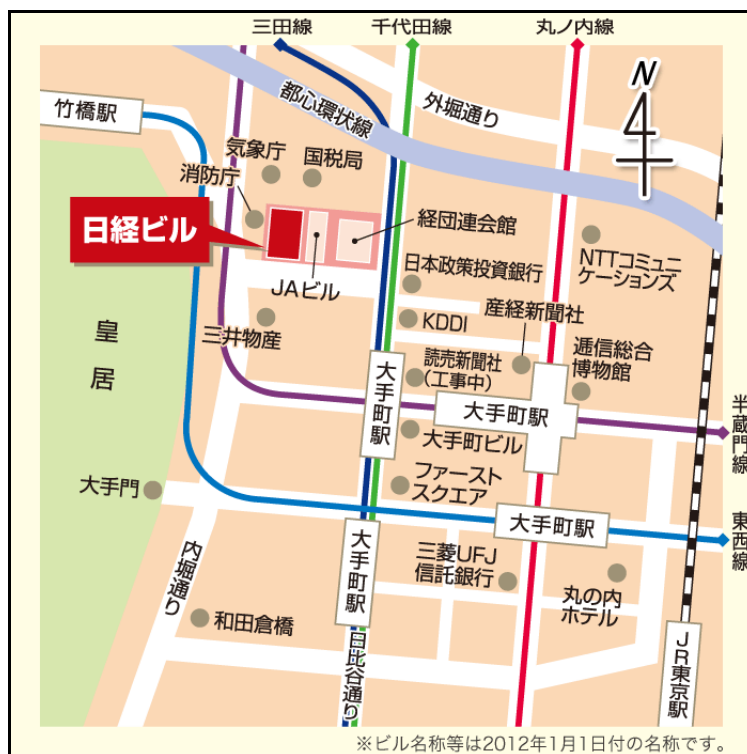 三田線
千代田線
丸ノ内線
N
竹橋駅
都心環状線
外堀通り
気象庁
国税局
消防庁
日経ビル
経団連会館
JAビル
日本政策投資銀行
NTTコミュニ
ケーションズ
三井物産
KDDI
産経新聞社
皇居
読売新聞社
(工事中)
逓信総合
博物館
大手町駅
大手町駅
半蔵門線
大手町ビル
大手門
ファースト
スクエア
大手町駅
東西線
大手町駅
内堀通り
三菱UFJ
信託銀行
丸の内
ホテル
和田倉橋
日比谷通り
JR東京駅
※ビル名称等は2012年1月1日付の名称です。